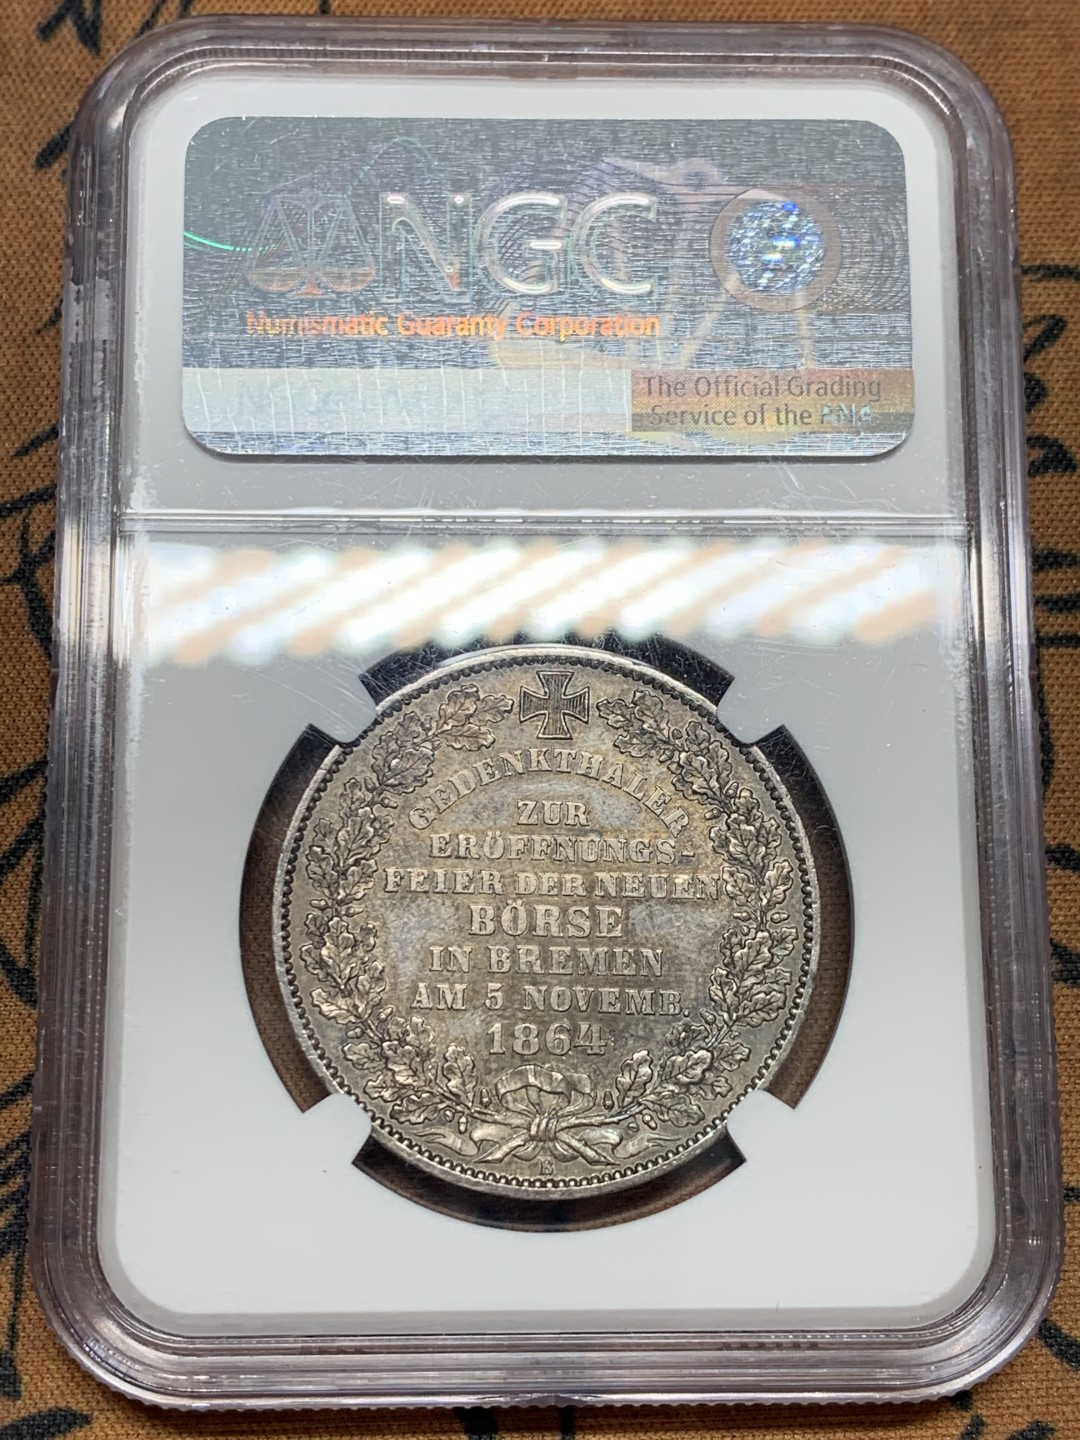 NGC
Numismatic Guaranty Corporation
The Official Grading
Service of the PNG
GEDENKTHALER
ZUR
ERÖFFNUNGS-
FEIER DER NEUEN
BÖRSE
IN BREMEN
AM 5 NOVEMB.
1864
B